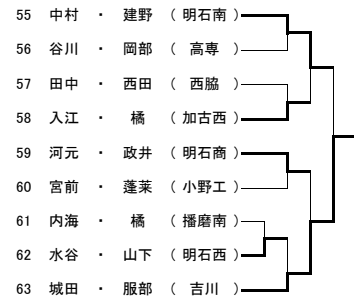 55 中村 ・ 建野 （ 明石南 ）
56 谷川 ・ 岡部 （ 高専 ）
57 田中 ・ 西田 （ 西脇 ）
58 入江 ・ 橘 （ 加古西 ）
59 河元 ・ 政井 （ 明石商 ）
60 宮前 ・ 蓬莱 （ 小野工 ）
61 内海 ・ 橘 （ 播磨南 ）
62 水谷 ・ 山下 （ 明石西 ）
63 城田 ・ 服部 （ 吉川 ）